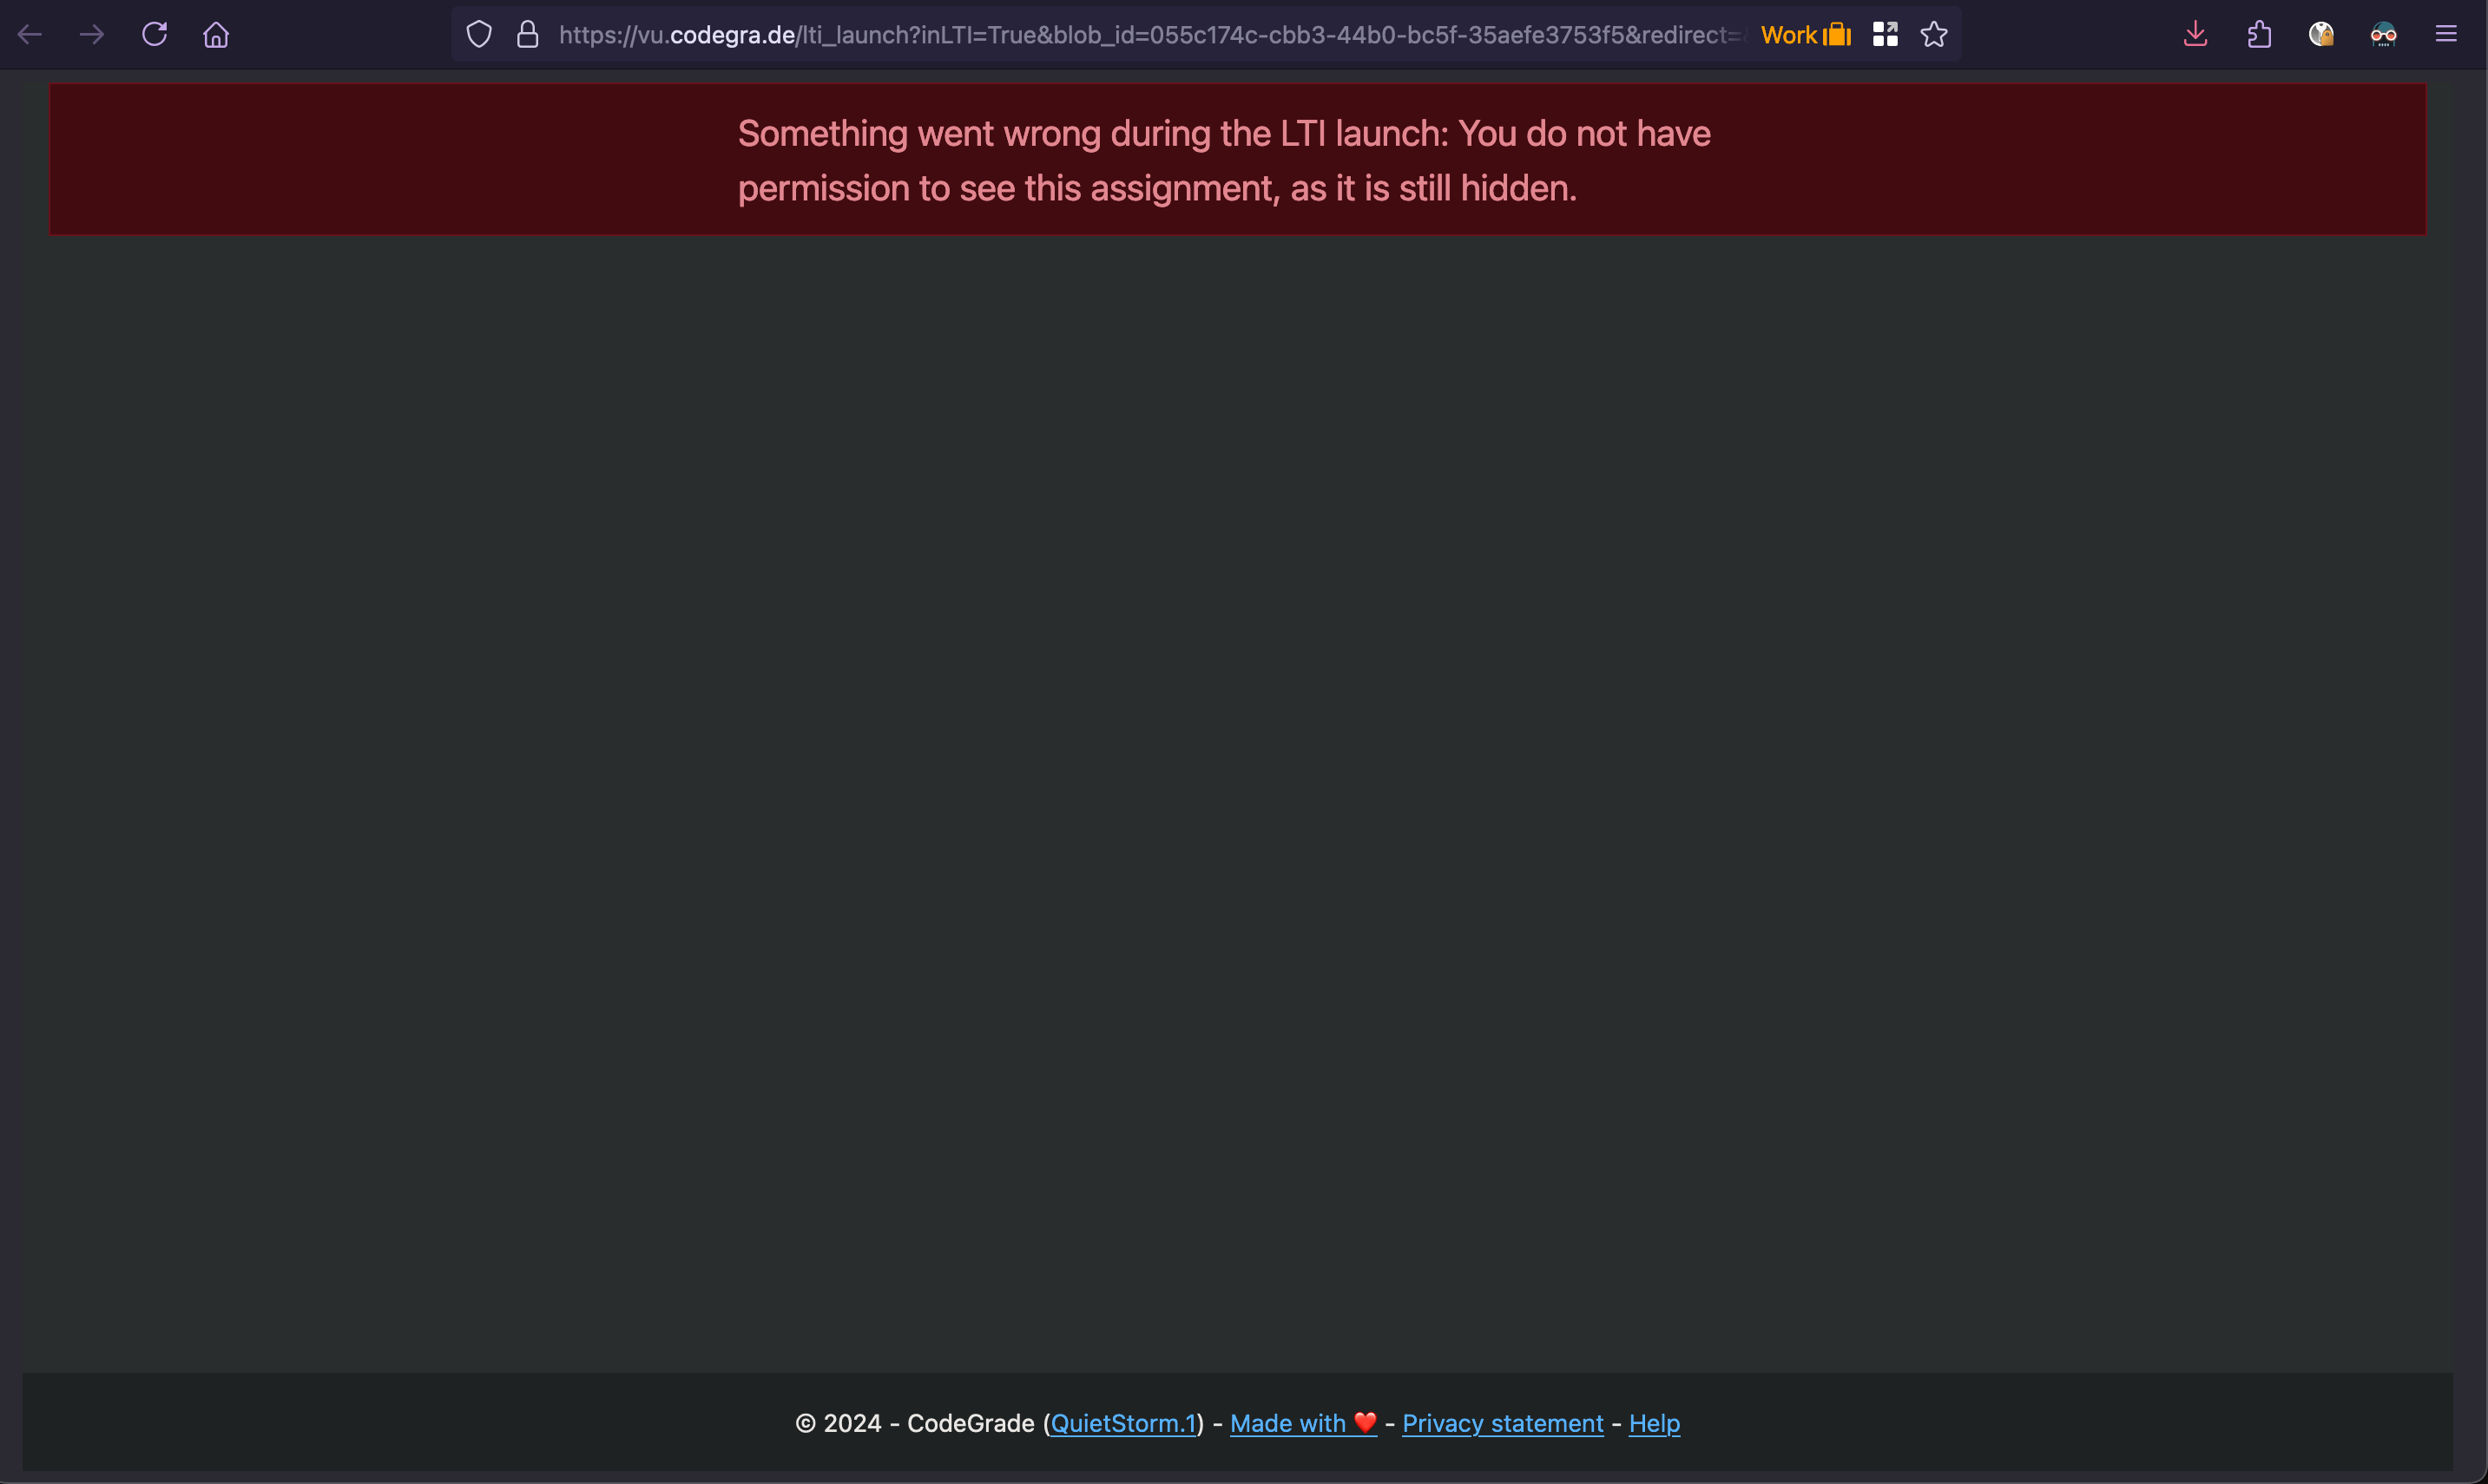 https://vu.codegra.de/lti_launch?inLTI=True&blob_id=055c174c-cbb3-44b0-bc5f-35aefe3753f5&redirect= Work
Something went wrong during the LTI launch: You do not have
permission to see this assignment, as it is still hidden.
© 2024 - CodeGrade (QuietStorm.1) - Made with ❤️ - Privacy statement - Help